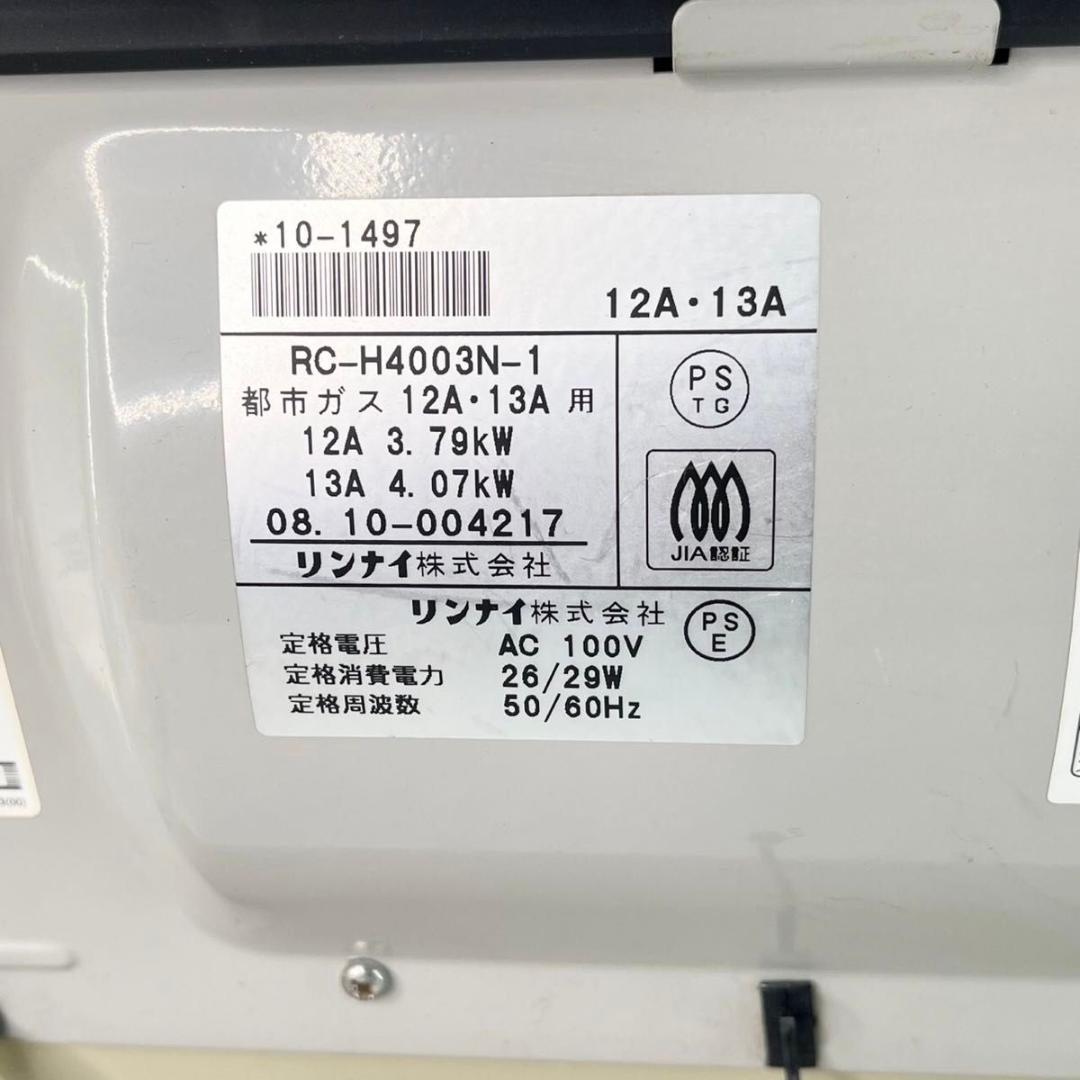 *10-1497
12A・13A
RC-H4003N-1
都市ガス 12A・13A 用
12A 3.79kW
13A 4.07kW
08.10-004217
リンナイ株式会社
PS
TG
JIA認証
リンナイ株式会社
PS
E
定格電圧 AC 100V
定格消費電力 26/29W
定格周波数 50/60Hz